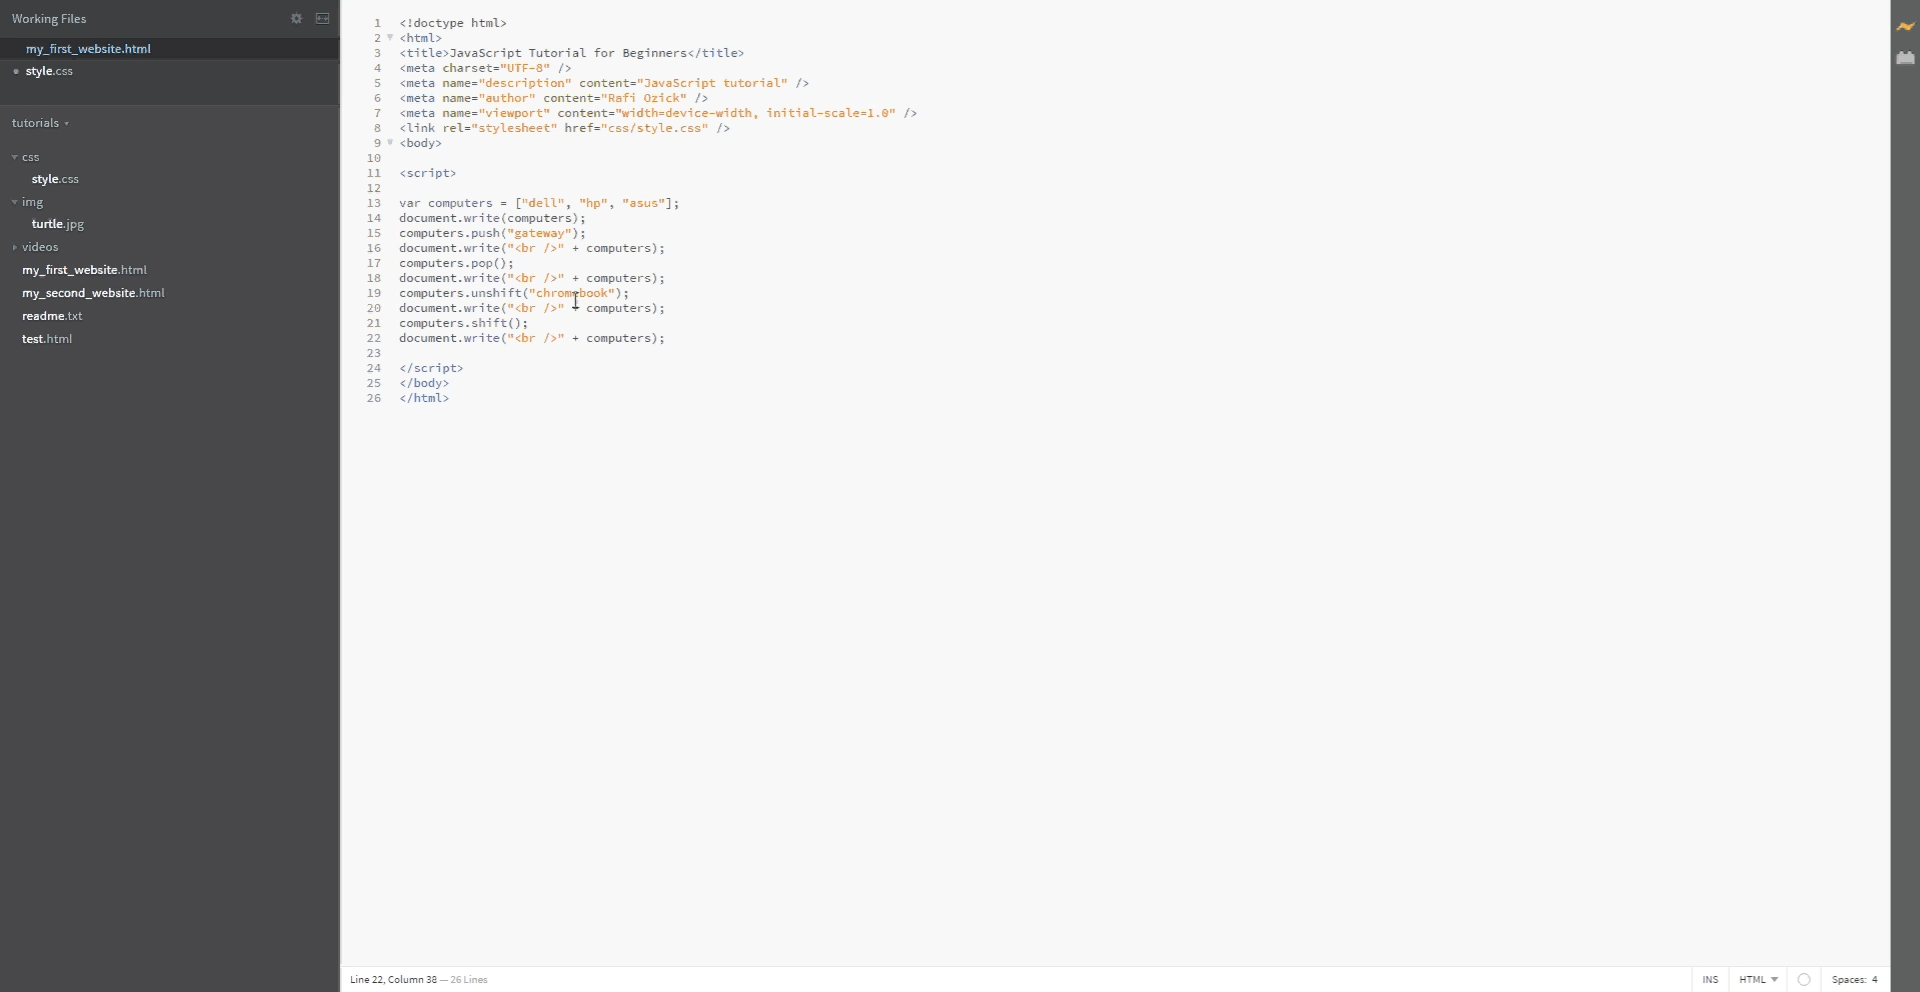 Working Files
my_first_website.html
style.css
tutorials
css
style.css
img
turtle.jpg
videos
my_first_website.html
my_second_website.html
readme.txt
test.html
1 <!doctype html>
2 <html>
3 <title>JavaScript Tutorial for Beginners</title>
4 <meta charset="UTF-8" />
5 <meta name="description" content="JavaScript tutorial" />
6 <meta name="author" content="Rafi Ozick" />
7 <meta name="viewport" content="width=device-width, initial-scale=1.0" />
8 <link rel="stylesheet" href="css/style.css" />
9 <body>
10
11 <script>
12
13 var computers = ["dell", "hp", "asus"];
14 document.write(computers);
15 computers.push("gateway");
16 document.write("<br />" + computers);
17 computers.pop();
18 document.write("<br />" + computers);
19 computers.unshift("chromebook");
20 document.write("<br />" + computers);
21 computers.shift();
22 document.write("<br />" + computers);
23
24 </script>
25 </body>
26 </html>
Line 22, Column 38 — 26 Lines
INS HTML Spaces: 4